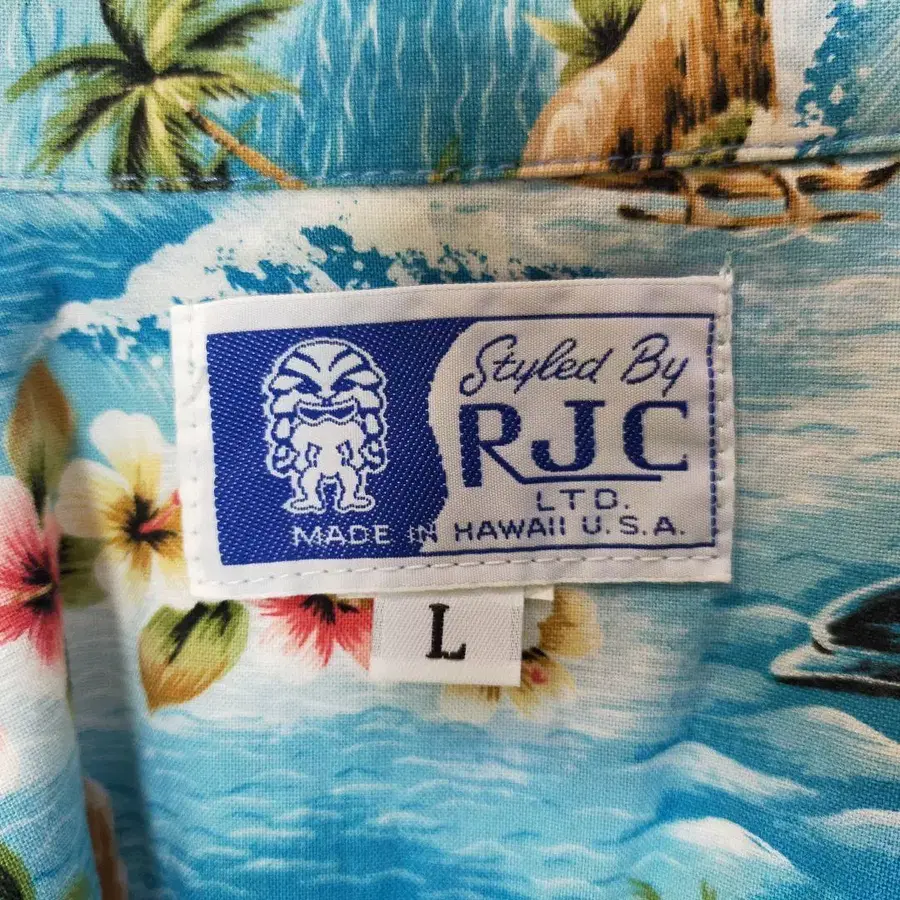 Styled By
RJC
LTD.
MADE IN HAWAII U.S.A.
L